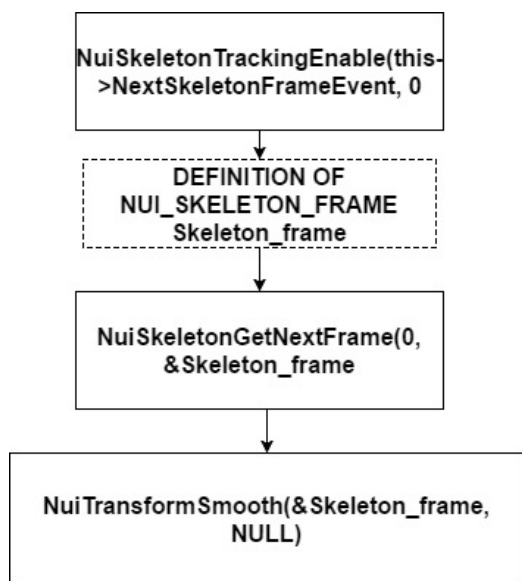 NuiSkeletonTrackingEnable(this-
>NextSkeletonFrameEvent, 0
DEFINITION OF
NUI_SKELETON_FRAME
Skeleton_frame
NuiSkeletonGetNextFrame(0,
&Skeleton_frame
NuiTransformSmooth(&Skeleton_frame,
NULL)